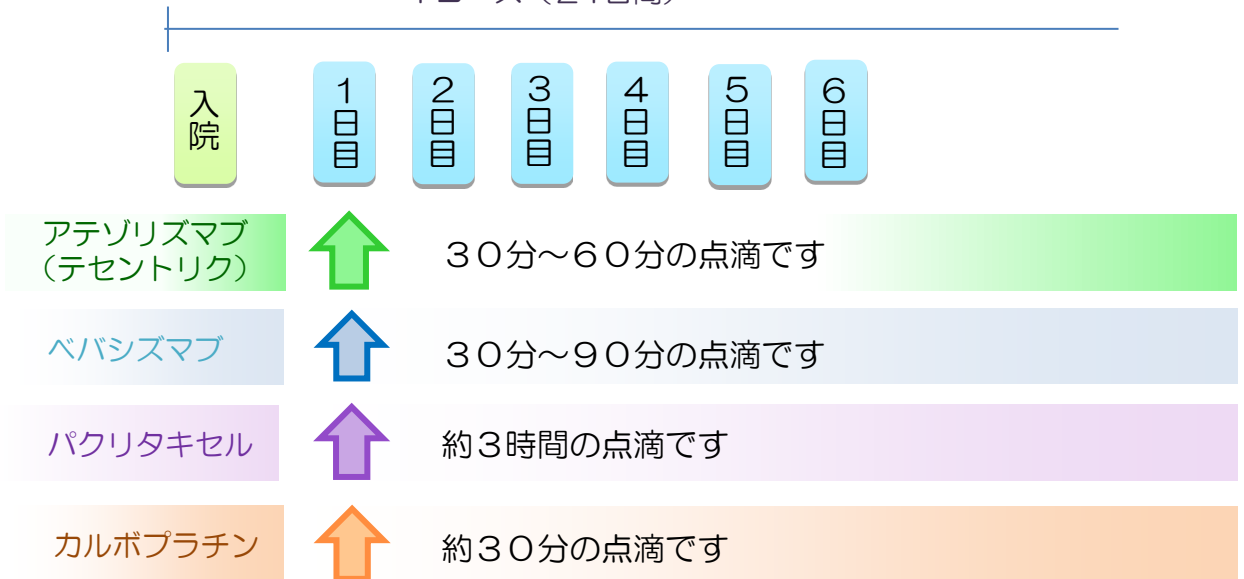 入院
1日目
2日目
3日目
4日目
5日目
6日目
アテゾリズマブ
（テセントリク）
３０分～６０分の点滴です
ベバシズマブ
３０分～９０分の点滴です
パクリタキセル
約３時間の点滴です
カルボプラチン
約３０分の点滴です